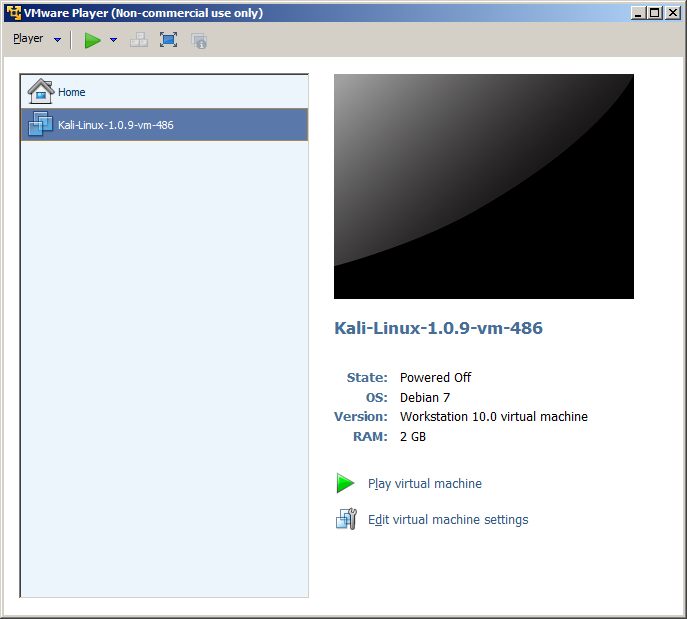 VMware Player (Non-commercial use only)
Player
Home
Kali-Linux-1.0.9-vm-486
Kali-Linux-1.0.9-vm-486
State: Powered Off
OS: Debian 7
Version: Workstation 10.0 virtual machine
RAM: 2 GB
Play virtual machine
Edit virtual machine settings